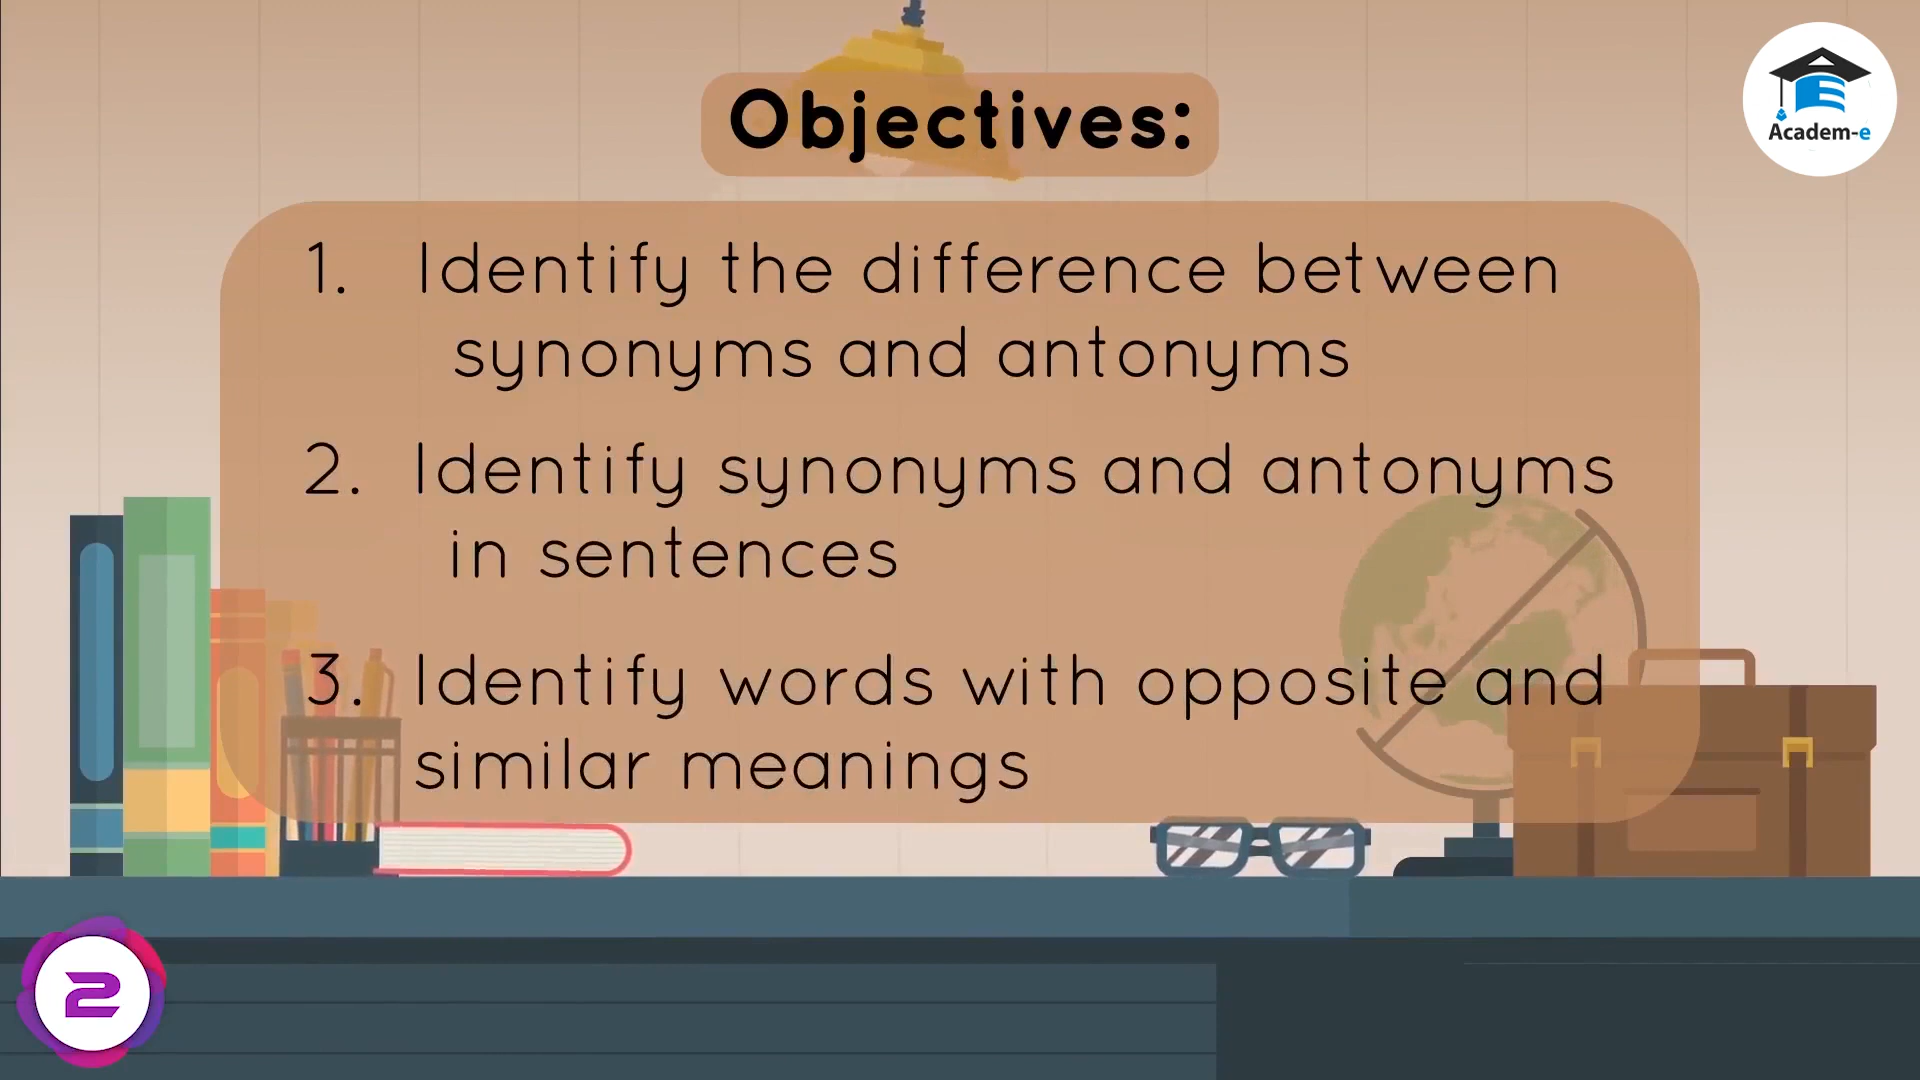 Objectives:
Academ-e
1. Identify the difference between
synonyms and antonyms
2. Identify synonyms and antonyms
in sentences
3. Identify words with opposite and
similar meanings
2